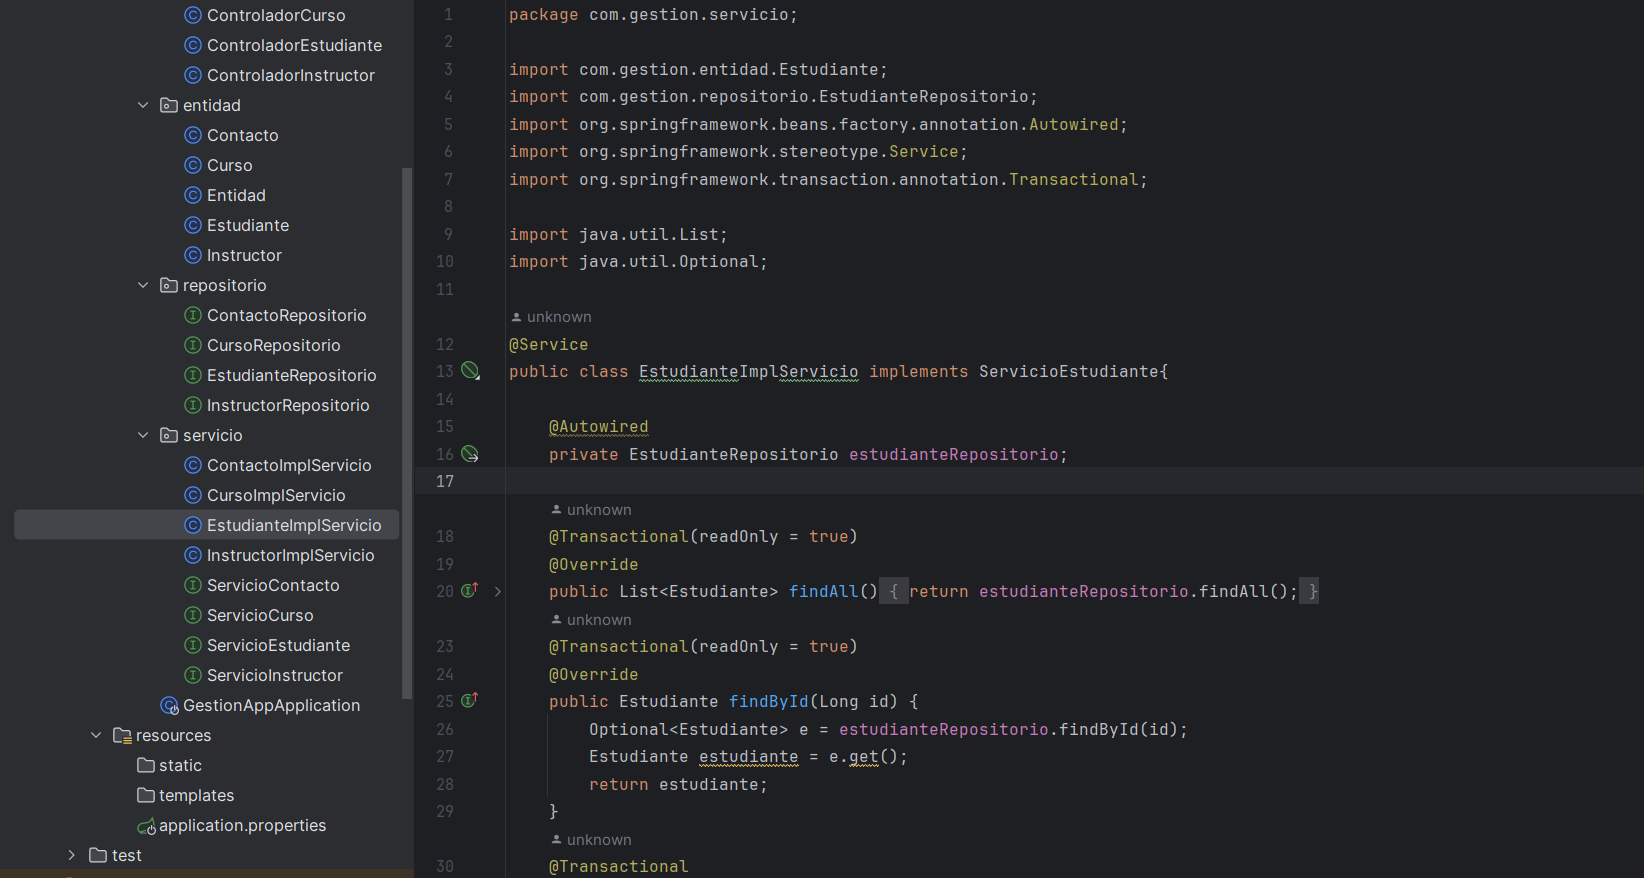 ControladorCurso
ControladorEstudiante
ControladorInstructor
entidad
Contacto
Curso
Entidad
Estudiante
Instructor
repositorio
ContactoRepositorio
CursoRepositorio
EstudianteRepositorio
InstructorRepositorio
servicio
ContactoImplServicio
CursoImplServicio
EstudianteImplServicio
InstructorImplServicio
ServicioContacto
ServicioCurso
ServicioEstudiante
ServicioInstructor
GestionAppApplication
resources
static
templates
application.properties
test
1 package com.gestion.servicio;
2
3 import com.gestion.entidad.Estudiante;
4 import com.gestion.repositorio.EstudianteRepositorio;
5 import org.springframework.beans.factory.annotation.Autowired;
6 import org.springframework.stereotype.Service;
7 import org.springframework.transaction.annotation.Transactional;
8
9 import java.util.List;
10 import java.util.Optional;
11
unknown
12 @Service
13 public class EstudianteImplServicio implements ServicioEstudiante{
14
15 @Autowired
16 private EstudianteRepositorio estudianteRepositorio;
17
unknown
18 @Transactional(readOnly = true)
19 @Override
20 public List<Estudiante> findAll() { return estudianteRepositorio.findAll(); }
unknown
23 @Transactional(readOnly = true)
24 @Override
25 public Estudiante findById(Long id) {
26 Optional<Estudiante> e = estudianteRepositorio.findById(id);
27 Estudiante estudiante = e.get();
28 return estudiante;
29 }
unknown
30 @Transactional